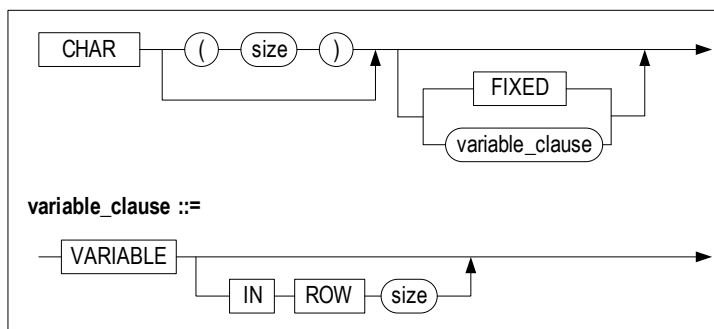 CHAR ( size )
FIXED
variable_clause
variable_clause ::=
VARIABLE
IN ROW size